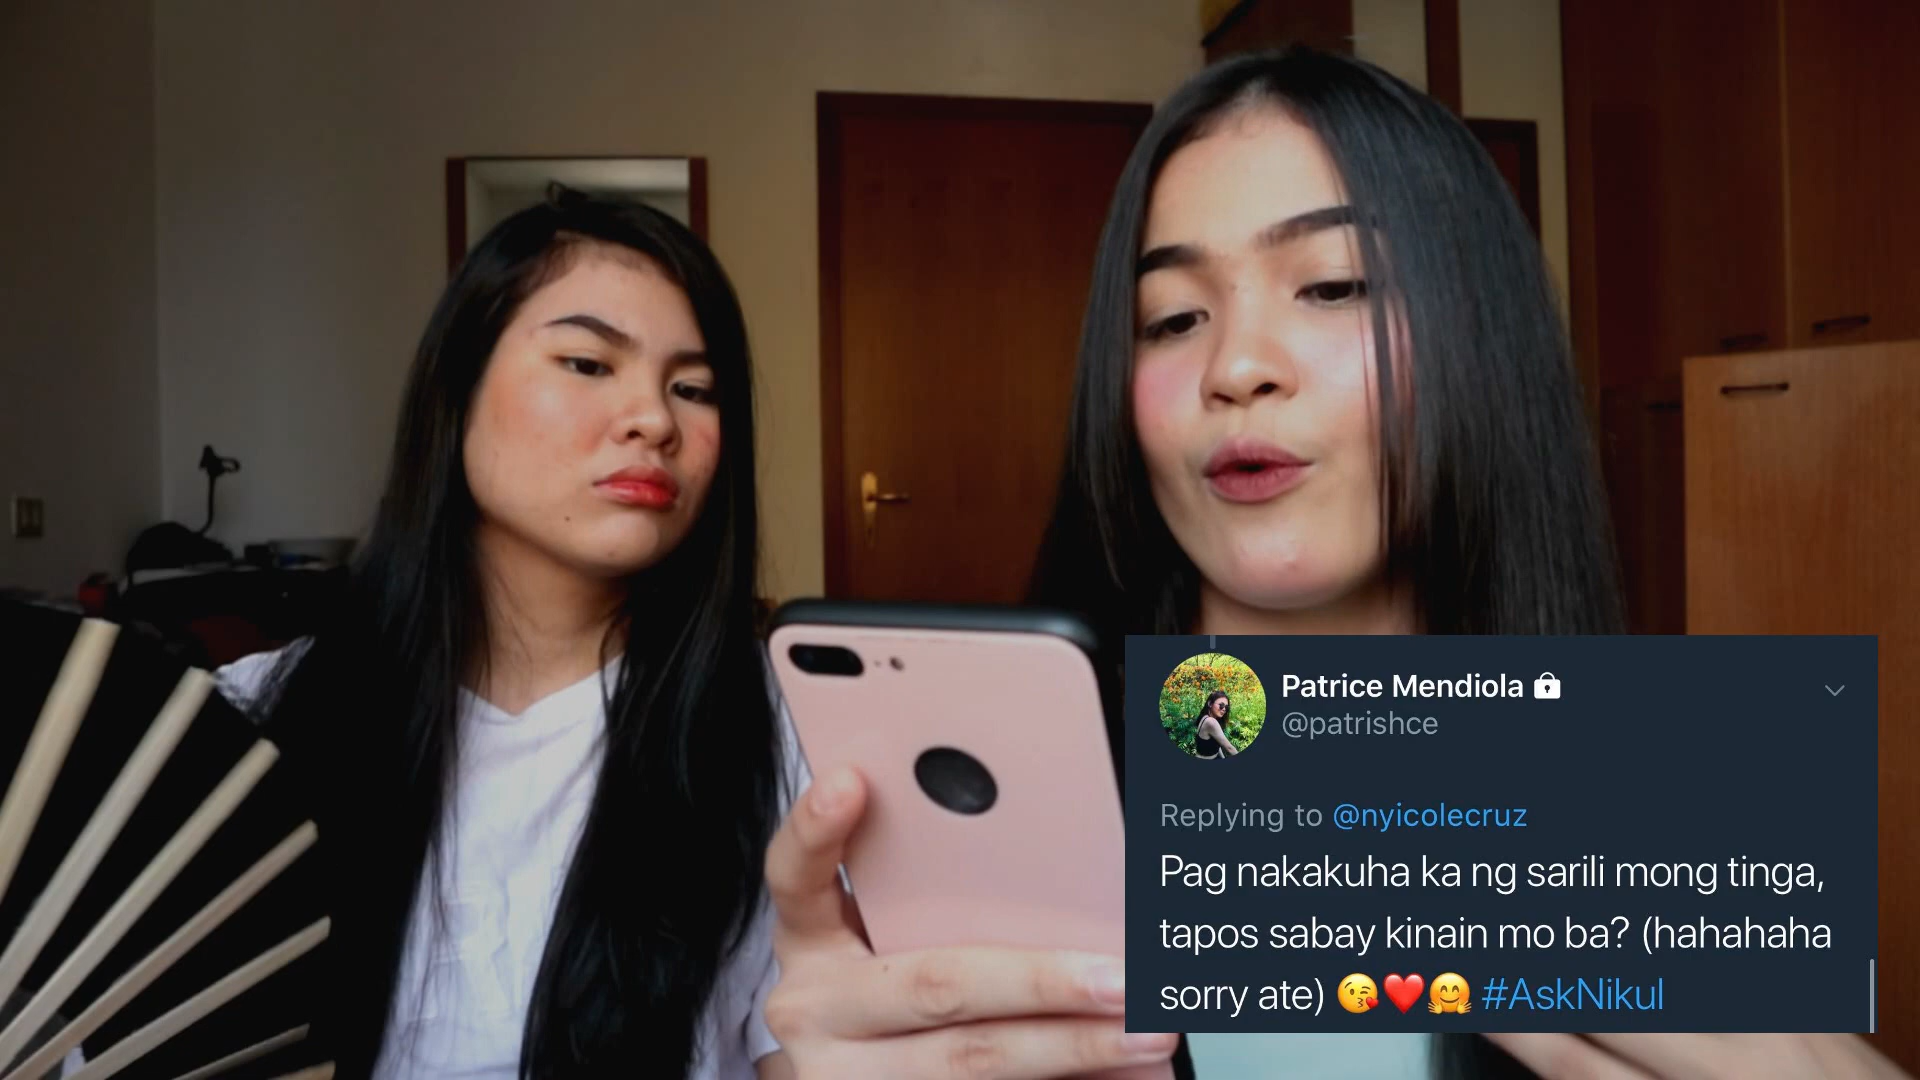 Patrice Mendiola
@patrishce
Replying to @nyicolecruz
Pag nakakuha ka ng sarili mong tinga,
tapos sabay kinain mo ba? (hahahaha
sorry ate) 😘❤️🤗 #AskNikul